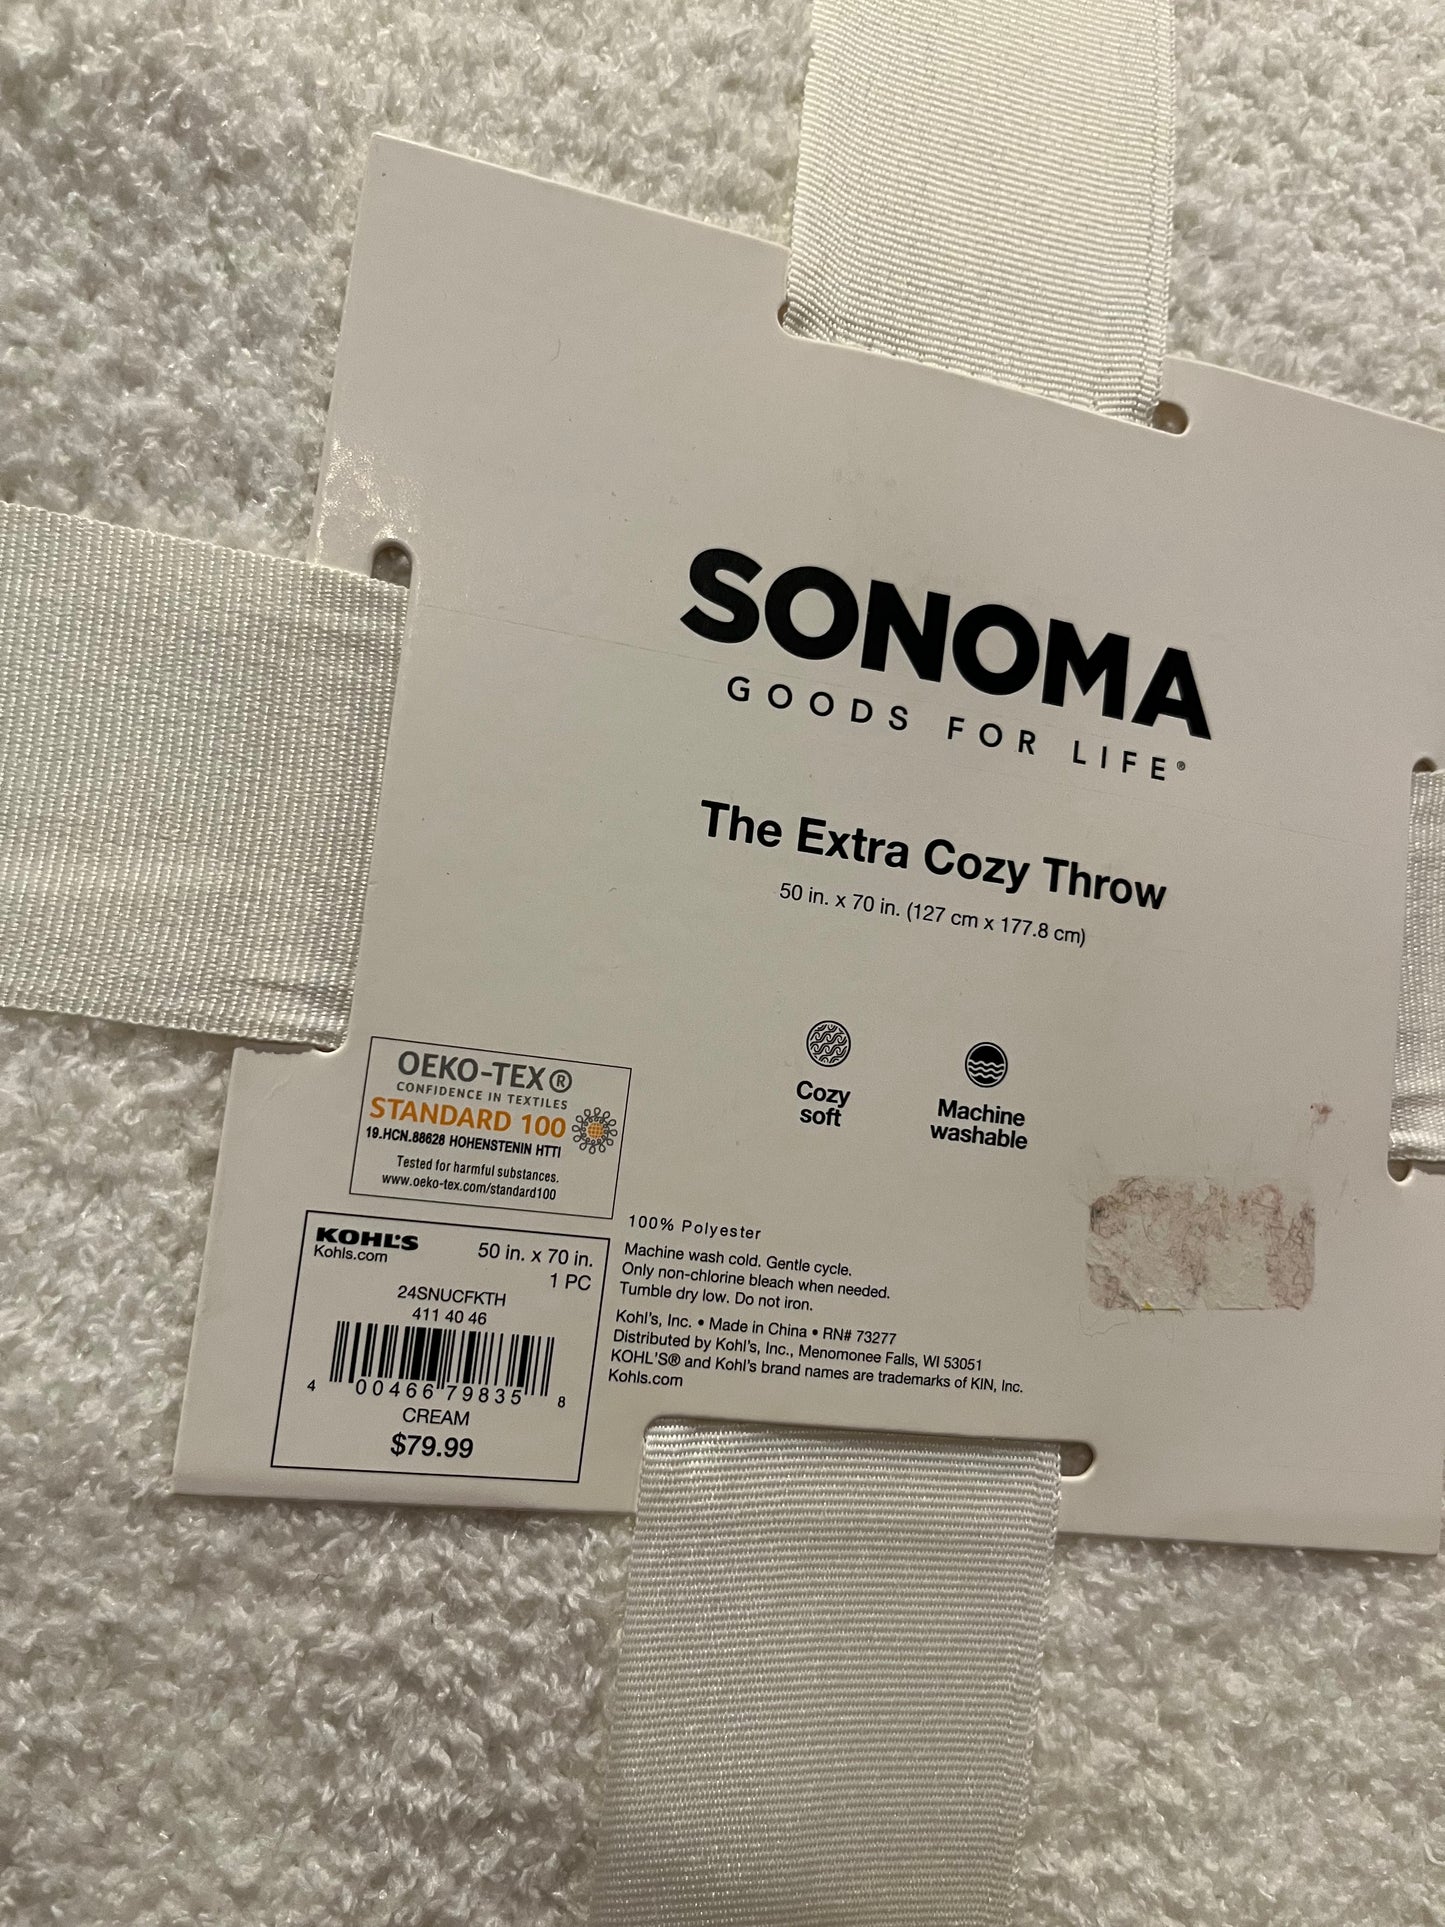 SONOMA
GOODS FOR LIFE®
The Extra Cozy Throw
50 in. x 70 in. (127 cm x 177.8 cm)
Cozy
soft
Machine
washable
OEKO-TEX®
CONFIDENCE IN TEXTILES
STANDARD 100
19.HCN.88628 HOHENSTENIN HTTI
Tested for harmful substances.
www.oeko-tex.com/standard100
KOHL'S
Kohls.com
50 in. x 70 in.
1 PC
24SNUCFKTH
411 40 46
4 00466 79835 8
CREAM
$79.99
100% Polyester
Machine wash cold. Gentle cycle.
Only non-chlorine bleach when needed.
Tumble dry low. Do not iron.
Kohl's, Inc. • Made in China • RN# 73277
Distributed by Kohl's, Inc., Menomonee Falls, WI 53051
KOHL'S® and Kohl's brand names are trademarks of KIN, Inc.
Kohls.com